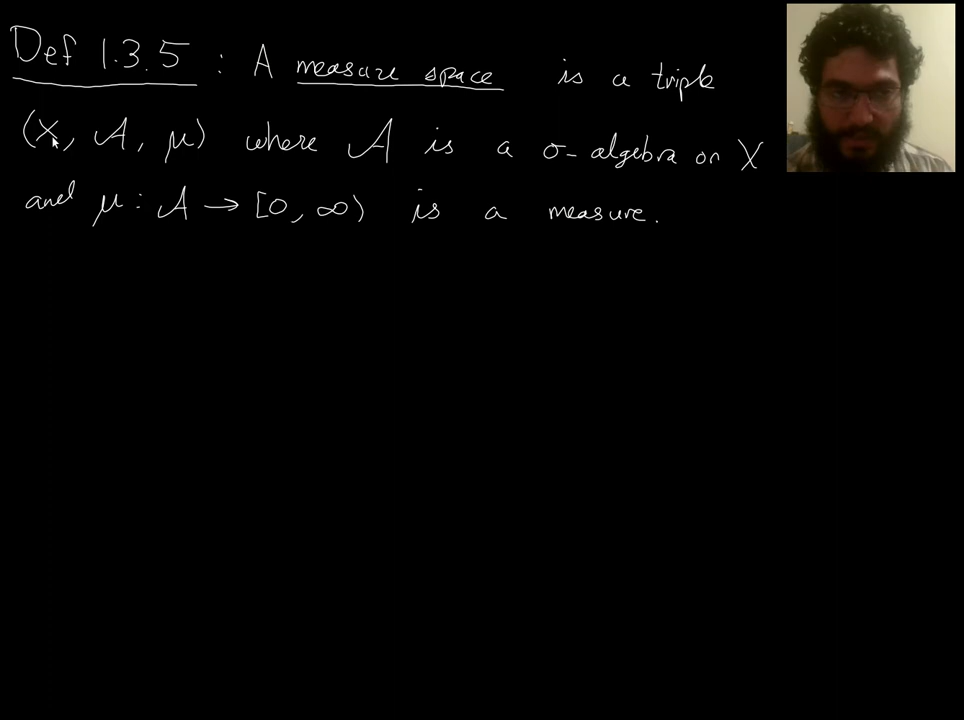 Def 1.3.5 : A measure space is a triple
(X, 𝒜, μ) where 𝒜 is a σ-algebra on X
and μ : 𝒜 → [0, ∞) is a measure.